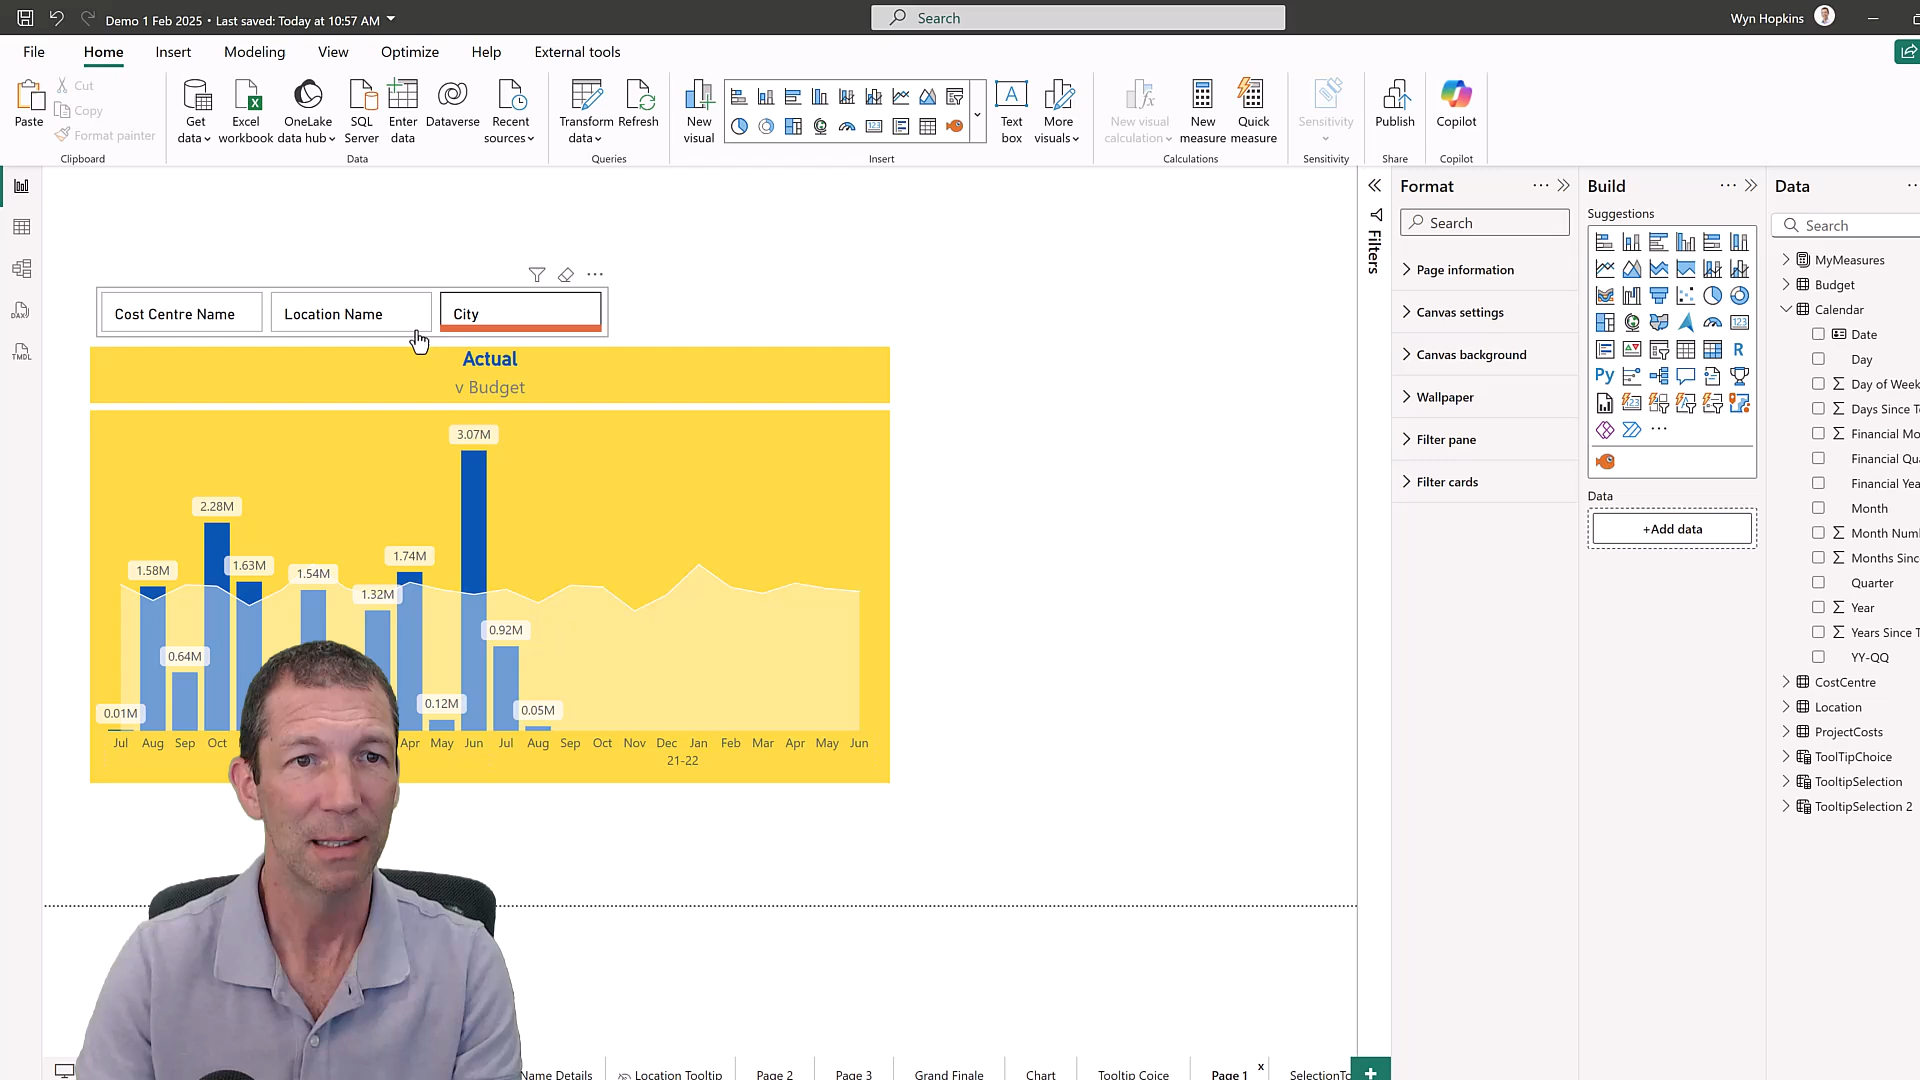 Demo 1 Feb 2025 • Last saved: Today at 10:57 AM
Search
Wyn Hopkins
File
Home
Insert
Modeling
View
Optimize
Help
External tools
Paste
Cut
Copy
Format painter
Clipboard
Get
data
Excel
workbook
OneLake
data hub
SQL
Server
Enter
data
Dataverse
Recent
sources
Data
Transform
data
Refresh
Queries
New
visual
Text
box
More
visuals
Insert
New visual
calculation
New
measure
Quick
measure
Calculations
Sensitivity
Sensitivity
Publish
Share
Copilot
Copilot
DAX
TMDL
Cost Centre Name
Location Name
City
Actual
v Budget
3.07M
2.28M
1.74M
1.63M
1.58M
1.54M
1.32M
0.92M
0.64M
0.12M
0.05M
0.01M
Jul
Aug
Sep
Oct
Apr
May
Jun
Jul
Aug
Sep
Oct
Nov
Dec
Jan
Feb
Mar
Apr
May
Jun
21-22
Filters
Format
Search
Page information
Canvas settings
Canvas background
Wallpaper
Filter pane
Filter cards
Build
Suggestions
R
Py
123
Data
+Add data
Data
Search
MyMeasures
Budget
Calendar
Date
Day
Day of Week
Days Since T
Financial Mo
Financial Qua
Financial Yea
Month
Month Num
Months Sinc
Quarter
Year
Years Since T
YY-QQ
CostCentre
Location
ProjectCosts
ToolTipChoice
TooltipSelection
TooltipSelection 2
Name Details
Location Tooltip
Page 2
Page 3
Grand Finale
Chart
Tooltip Coice
Page 1
x
SelectionTo
+